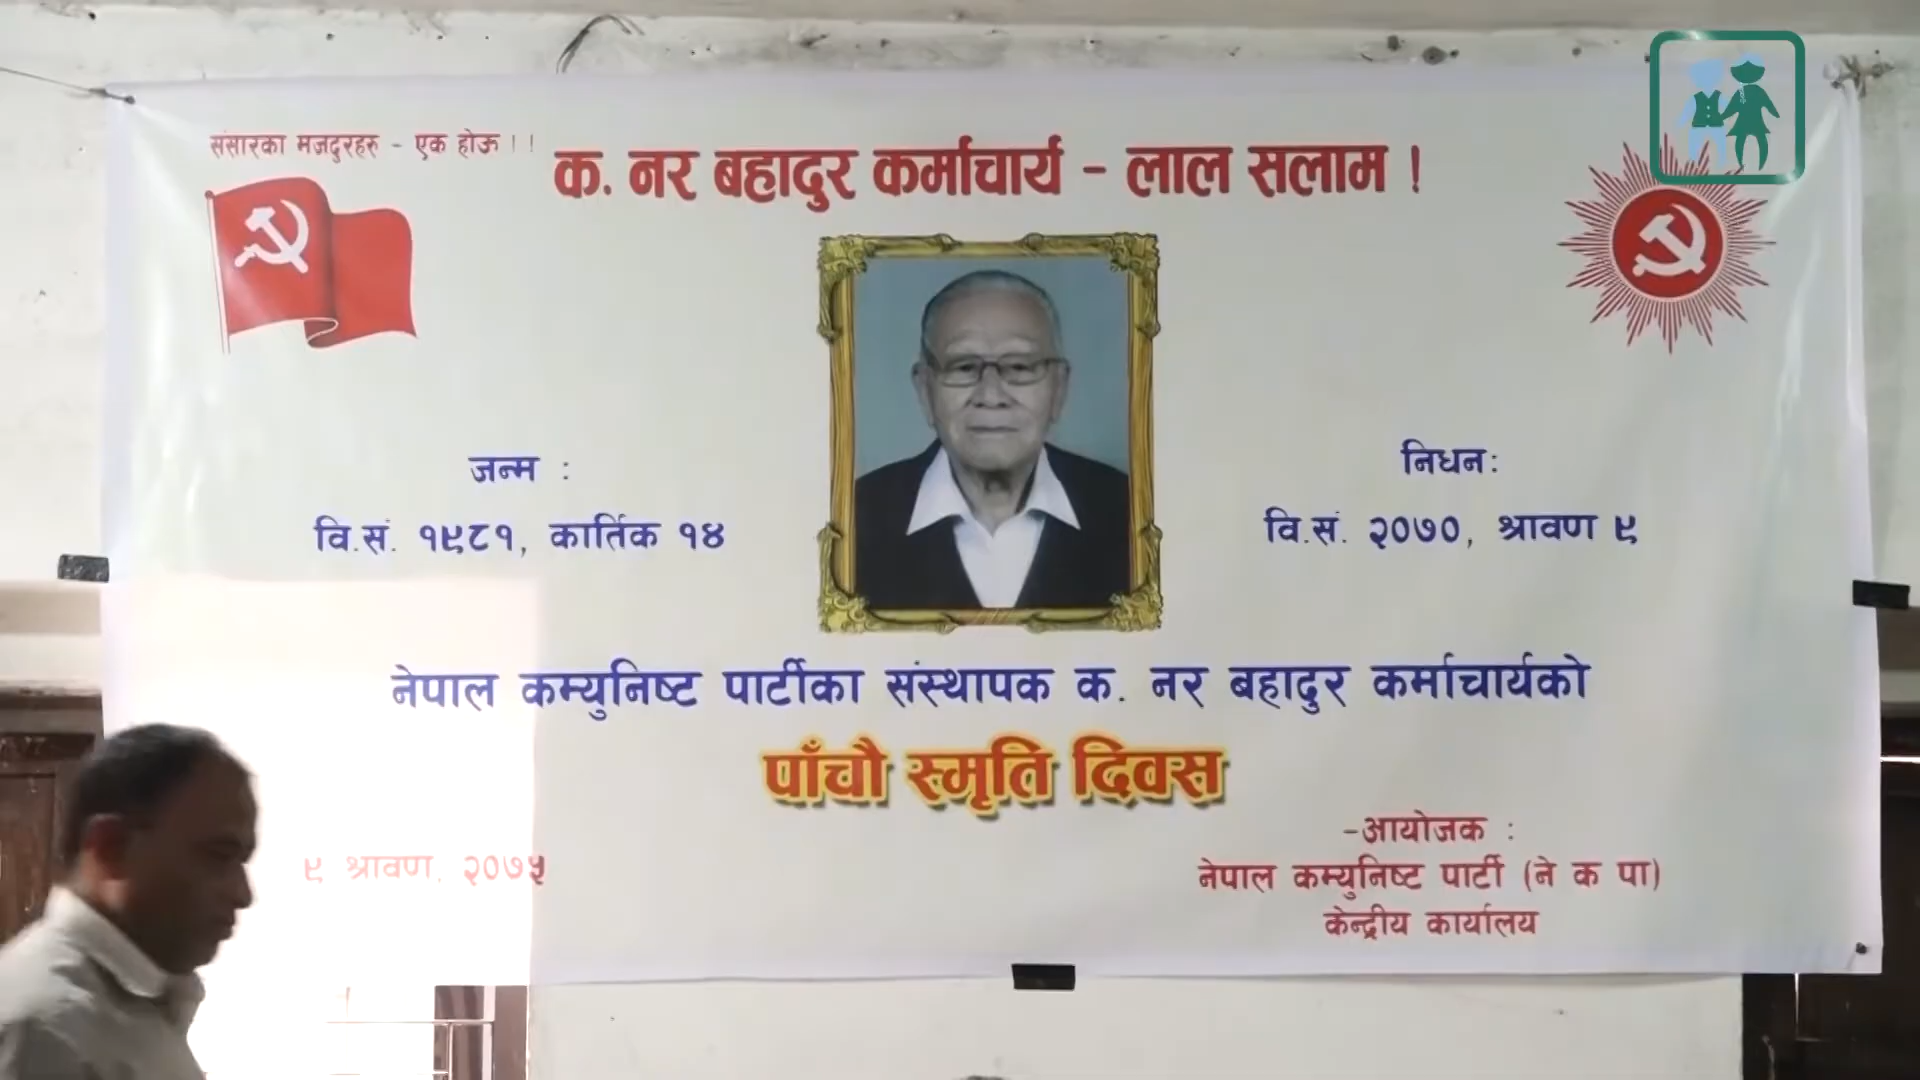 संसारका मजदुरहरु - एक होऊ ! !
क. नर बहादुर कर्माचार्य - लाल सलाम !
जन्म :
वि.सं. १९८१, कार्तिक १४
निधन:
वि.सं. २०७०, श्रावण ९
नेपाल कम्युनिष्ट पार्टीका संस्थापक क. नर बहादुर कर्माचार्यको
पाँचौ स्मृति दिवस
९ श्रावण, २०७५
-आयोजक :
नेपाल कम्युनिष्ट पार्टी (ने क पा)
केन्द्रीय कार्यालय